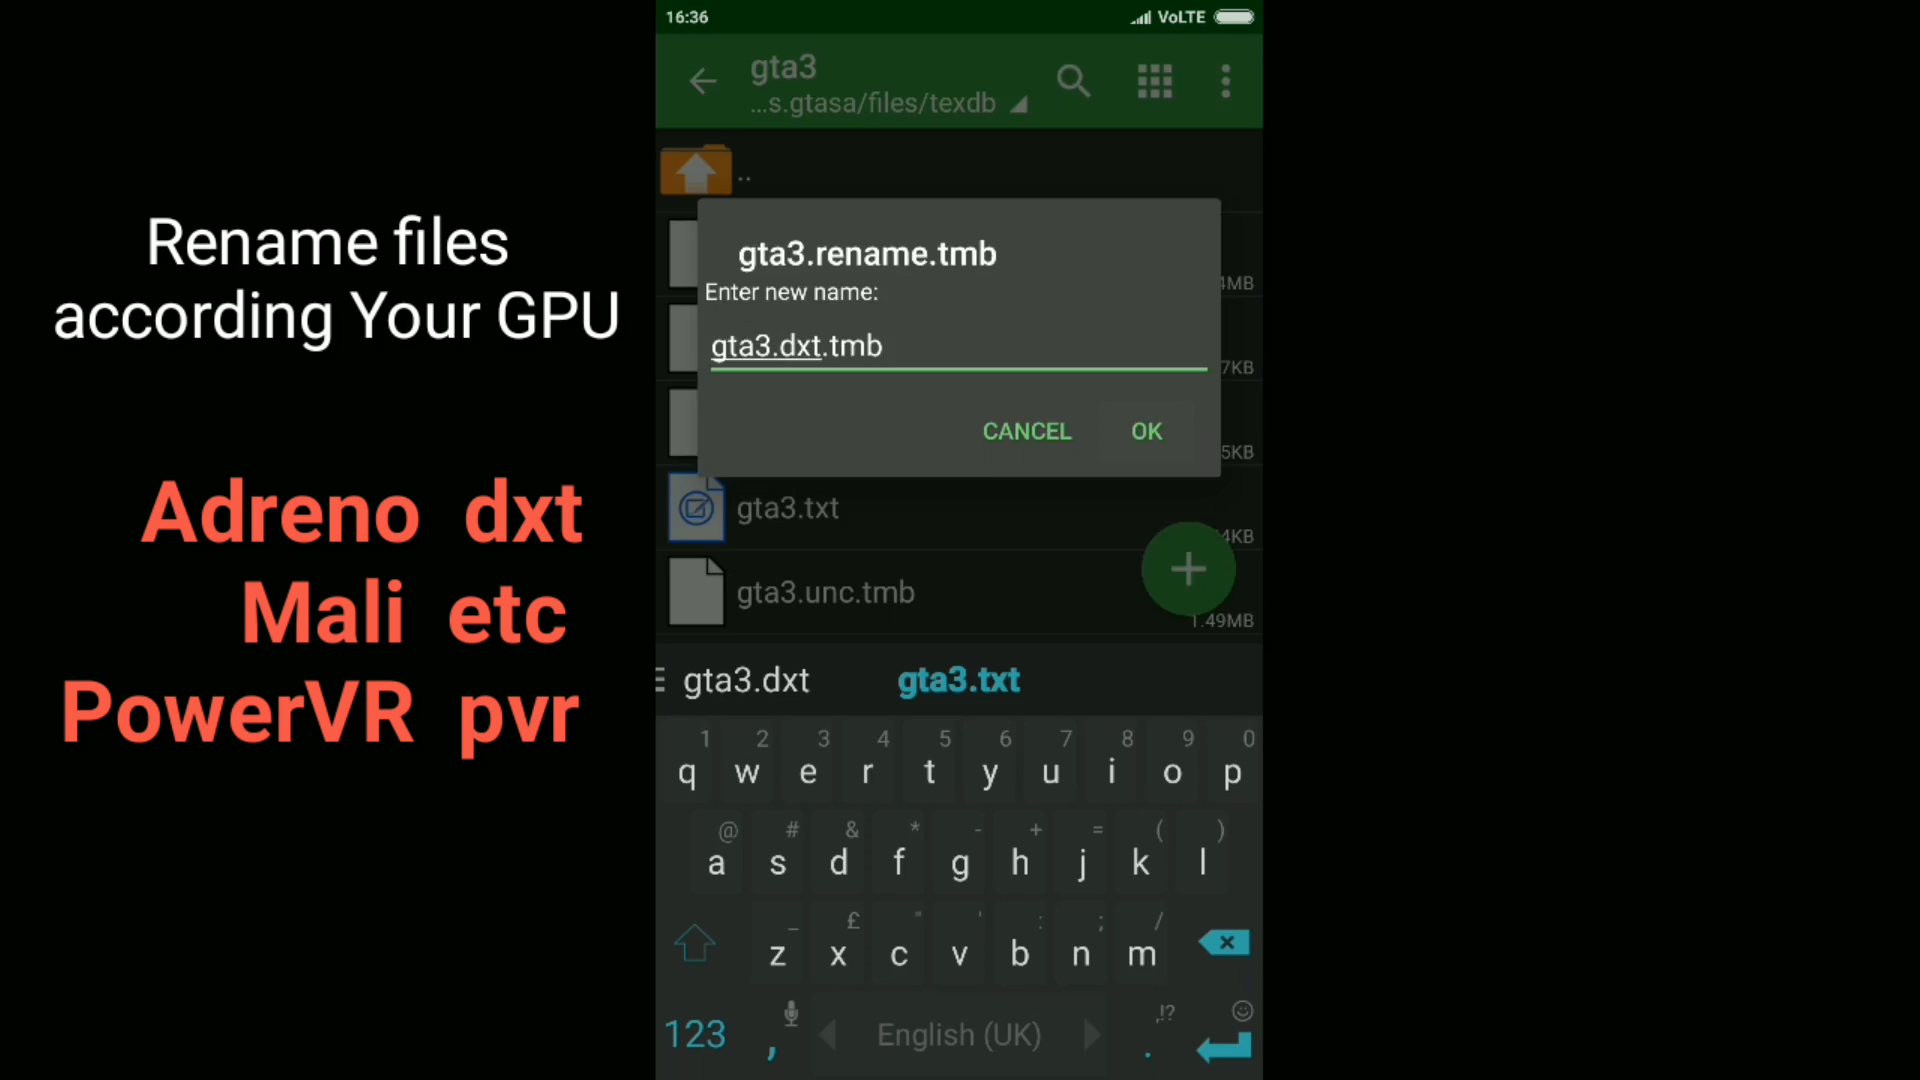 16:36
VoLTE
Rename files
according Your GPU
Adreno dxt
Mali etc
PowerVR pvr
gta3
...s.gtasa/files/texdb
..
gta3.rename.tmb
Enter new name:
gta3.dxt.tmb
CANCEL OK
4MB
7KB
5KB
gta3.txt
4KB
gta3.unc.tmb
1.49MB
gta3.dxt gta3.txt
1 2 3 4 5 6 7 8 9 0
q w e r t y u i o p
@ # & * - + = ( )
a s d f g h j k l
_ £ " ' : ; /
z x c v b n m
,!?
123 , English (UK) .